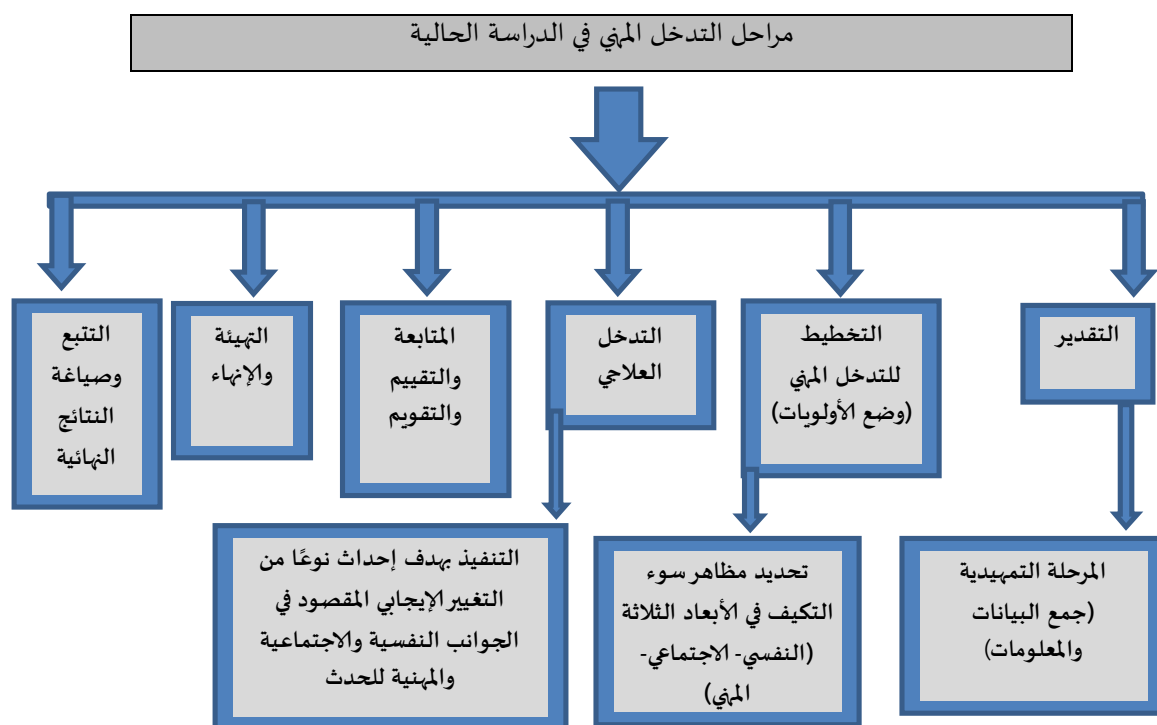 مراحل التدخل المهني في الدراسة الحالية
التقدير
التخطيط
للتدخل المهني
(وضع الأولويات)
التدخل
العلاجي
المتابعة
والتقييم
والتقويم
التهيئة
والإنهاء
التتبع
وصياغة
النتائج
النهائية
المرحلة التمهيدية
(جمع البيانات
والمعلومات)
تحديد مظاهر سوء
التكيف في الأبعاد الثلاثة
(النفسي- الاجتماعي-
المهني)
التنفيذ بهدف إحداث نوعًا من
التغيير الإيجابي المقصود في
الجوانب النفسية والاجتماعية
والمهنية للحدث